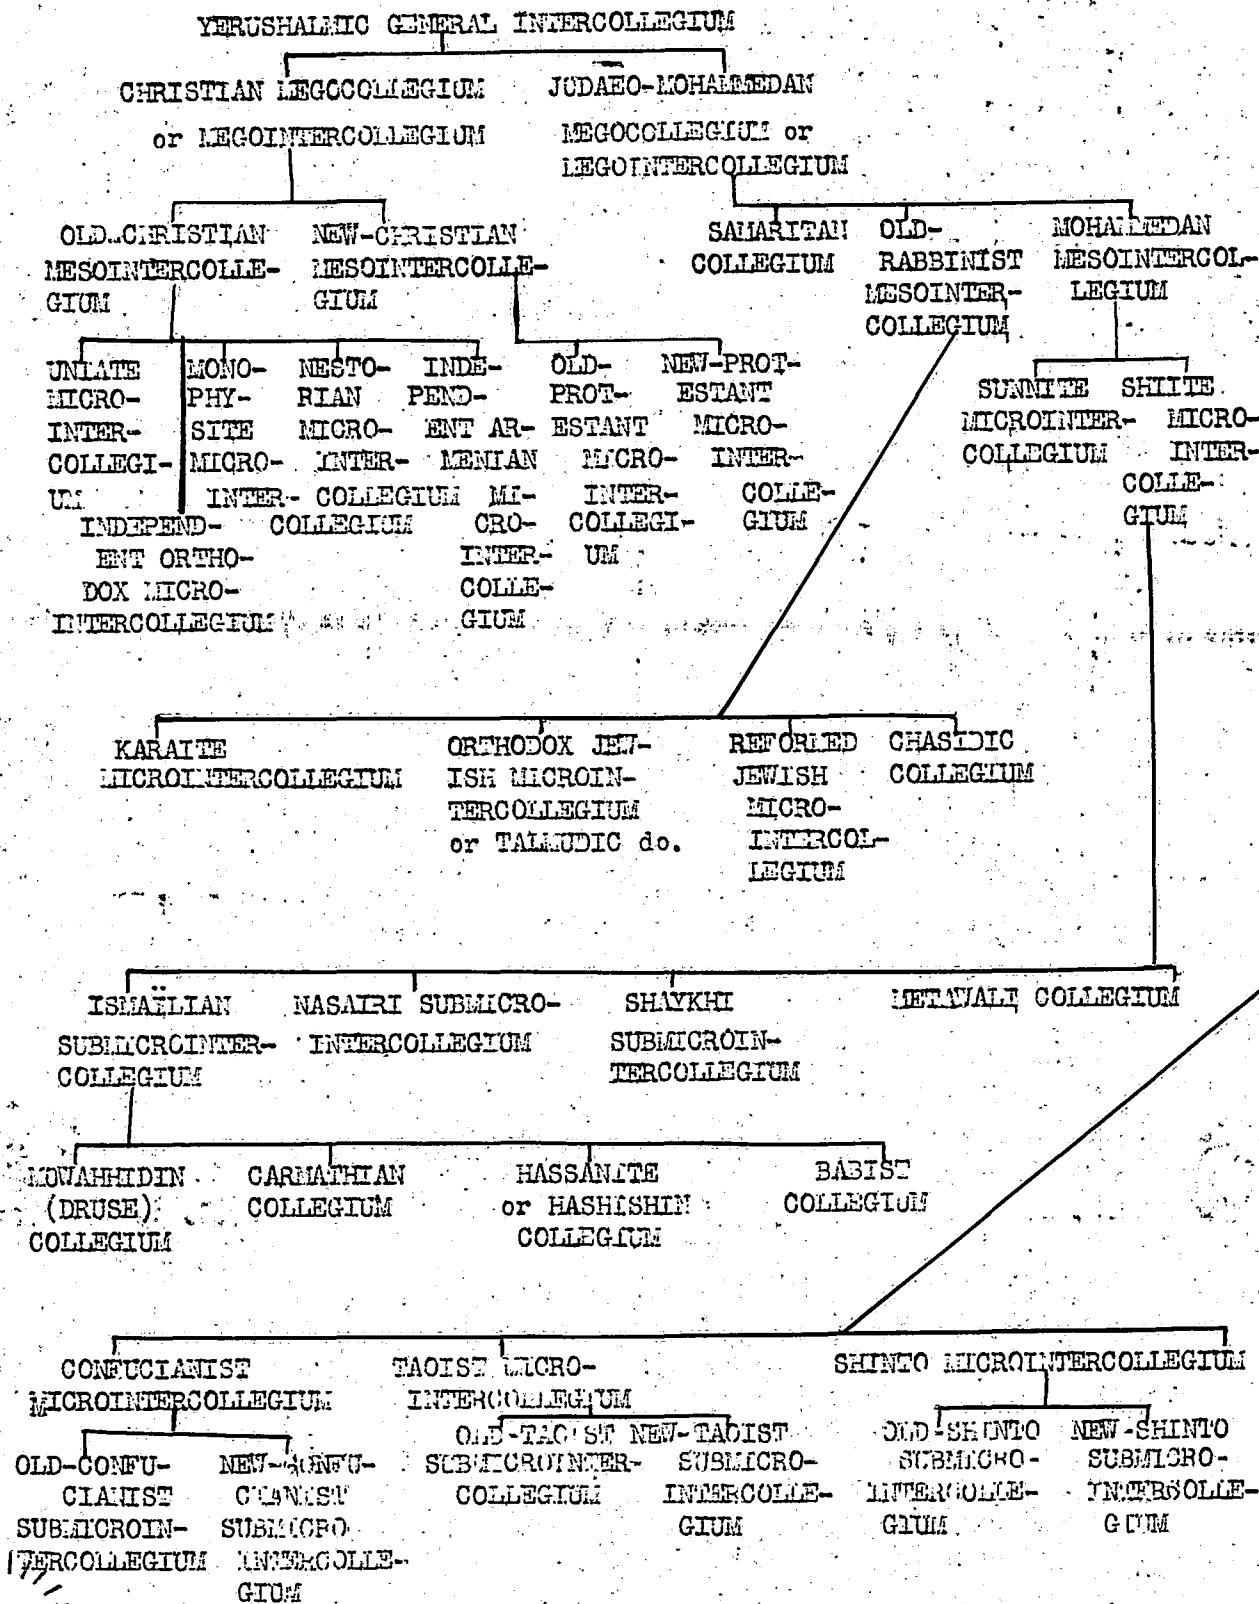 YERUSHALMIC GENERAL INTERCOLLEGIUM
CHRISTIAN MEGOCOLLEGIUM
or MEGOINTERCOLLEGIUM
JUDAEO-MOHAMMEDAN
MEGOCOLLEGIUM or
MEGOINTERCOLLEGIUM
OLD-CHRISTIAN
MESOINTERCOLLE-
GIUM
NEW-CHRISTIAN
MESOINTERCOLLE-
GIUM
SAMARITAN
COLLEGIUM
OLD-
RABBINIST
MESOINTER-
COLLEGIUM
MOHAMMEDAN
MESOINTERCOL-
LEGIUM
UNIATE
MICRO-
INTER-
COLLEGI-
UM
INDEPEND-
ENT ORTHO-
DOX MICRO-
INTERCOLLEGIUM
MONO-
PHY-
SITE
MICRO-
INTER-
COLLEGIUM
NESTO-
RIAN
MICRO-
INTER-
COLLEGIUM
INDE-
PEND-
ENT AR-
MENIAN
MI-
CRO-
INTER-
COLLE-
GIUM
OLD-
PROT-
ESTANT
MICRO-
INTER-
COLLEGI-
UM
NEW-PROT-
ESTANT
MICRO-
INTER-
COLLE-
GIUM
SUNNITE
MICROINTER-
COLLEGIUM
SHIITE
MICRO-
INTER-
COLLE-
GIUM
KARAITE
MICROINTERCOLLEGIUM
ORTHODOX JEW-
ISH MICROIN-
TERCOLLEGIUM
or TALMUDIC do.
REFORMED
JEWISH
MICRO-
INTERCOL-
LEGIUM
CHASIDIC
COLLEGIUM
ISMAÏLIAN
SUBMICROINTER-
COLLEGIUM
NASAIRI SUBMICRO-
INTERCOLLEGIUM
SHAYKHI
SUBMICROIN-
TERCOLLEGIUM
METAWALI COLLEGIUM
MOWAHHIDIN
(DRUSE)
COLLEGIUM
CARMATHIAN
COLLEGIUM
HASSANITE
or HASHISHIN
COLLEGIUM
BABIST
COLLEGIUM
CONFUCIANIST
MICROINTERCOLLEGIUM
TAOIST MICRO-
INTERCOLLEGIUM
SHINTO MICROINTERCOLLEGIUM
OLD-CONFU-
CIANIST
SUBMICROIN-
TERCOLLEGIUM
NEW-CONFU-
CIANIST
SUBMICRO
INTERCOLLE-
GIUM
OLD-TAOIST
SUBMICROINTER-
COLLEGIUM
NEW-TAOIST
SUBMICRO-
INTERCOLLE-
GIUM
OLD-SHINTO
SUBMICRO-
INTERCOLLE-
GIUM
NEW-SHINTO
SUBMICRO-
INTERCOLLE-
GIUM